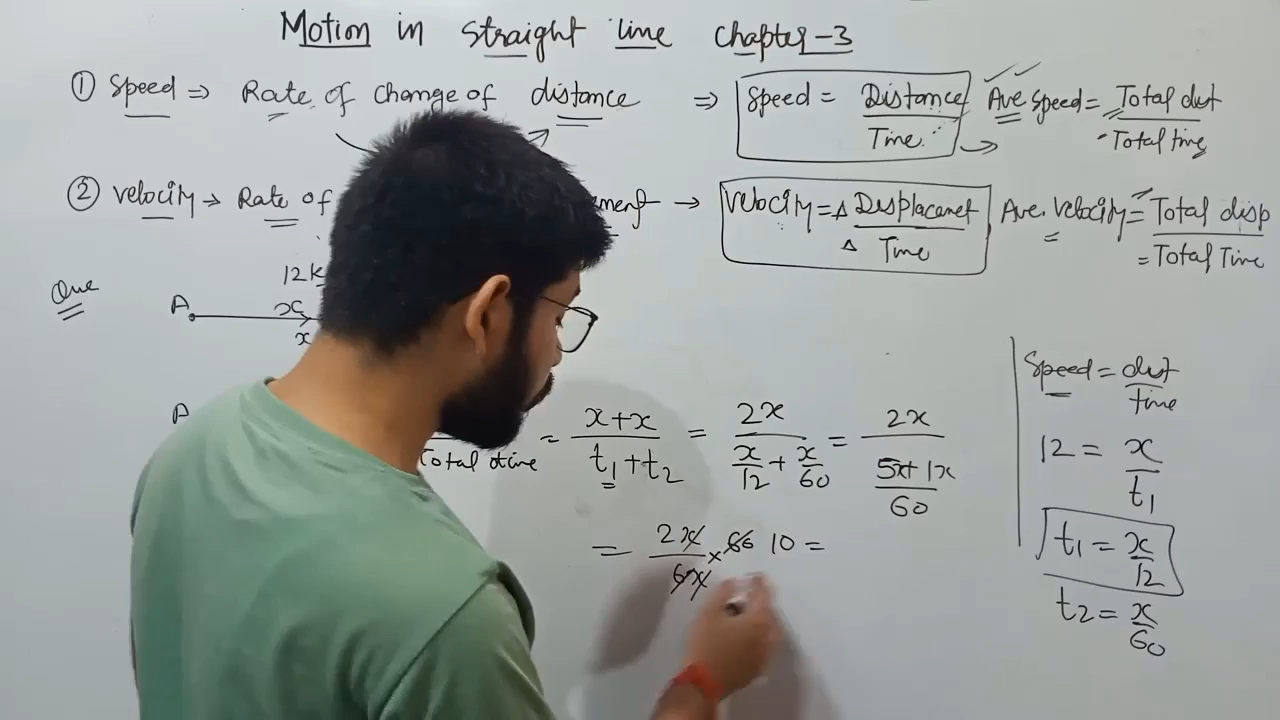 Motion in straight line chapter-3
① Speed ⇒ Rate of change of distance ⇒ Speed = Distance/Time Ave speed = Total dist/Total time
② Velocity → Rate of → Velocity = Δ Displacement/Δ Time Ave. Velocity = Total disp/= Total Time
Que
12 k
A x
x
A
Total time = x+x/t₁+t₂ = 2x/x/12 + x/60 = 2x/5x+1x/60
= 2x/6x × 60 10 =
Speed = dist/time
12 = x/t₁
t₁ = x/12
t₂ = x/60